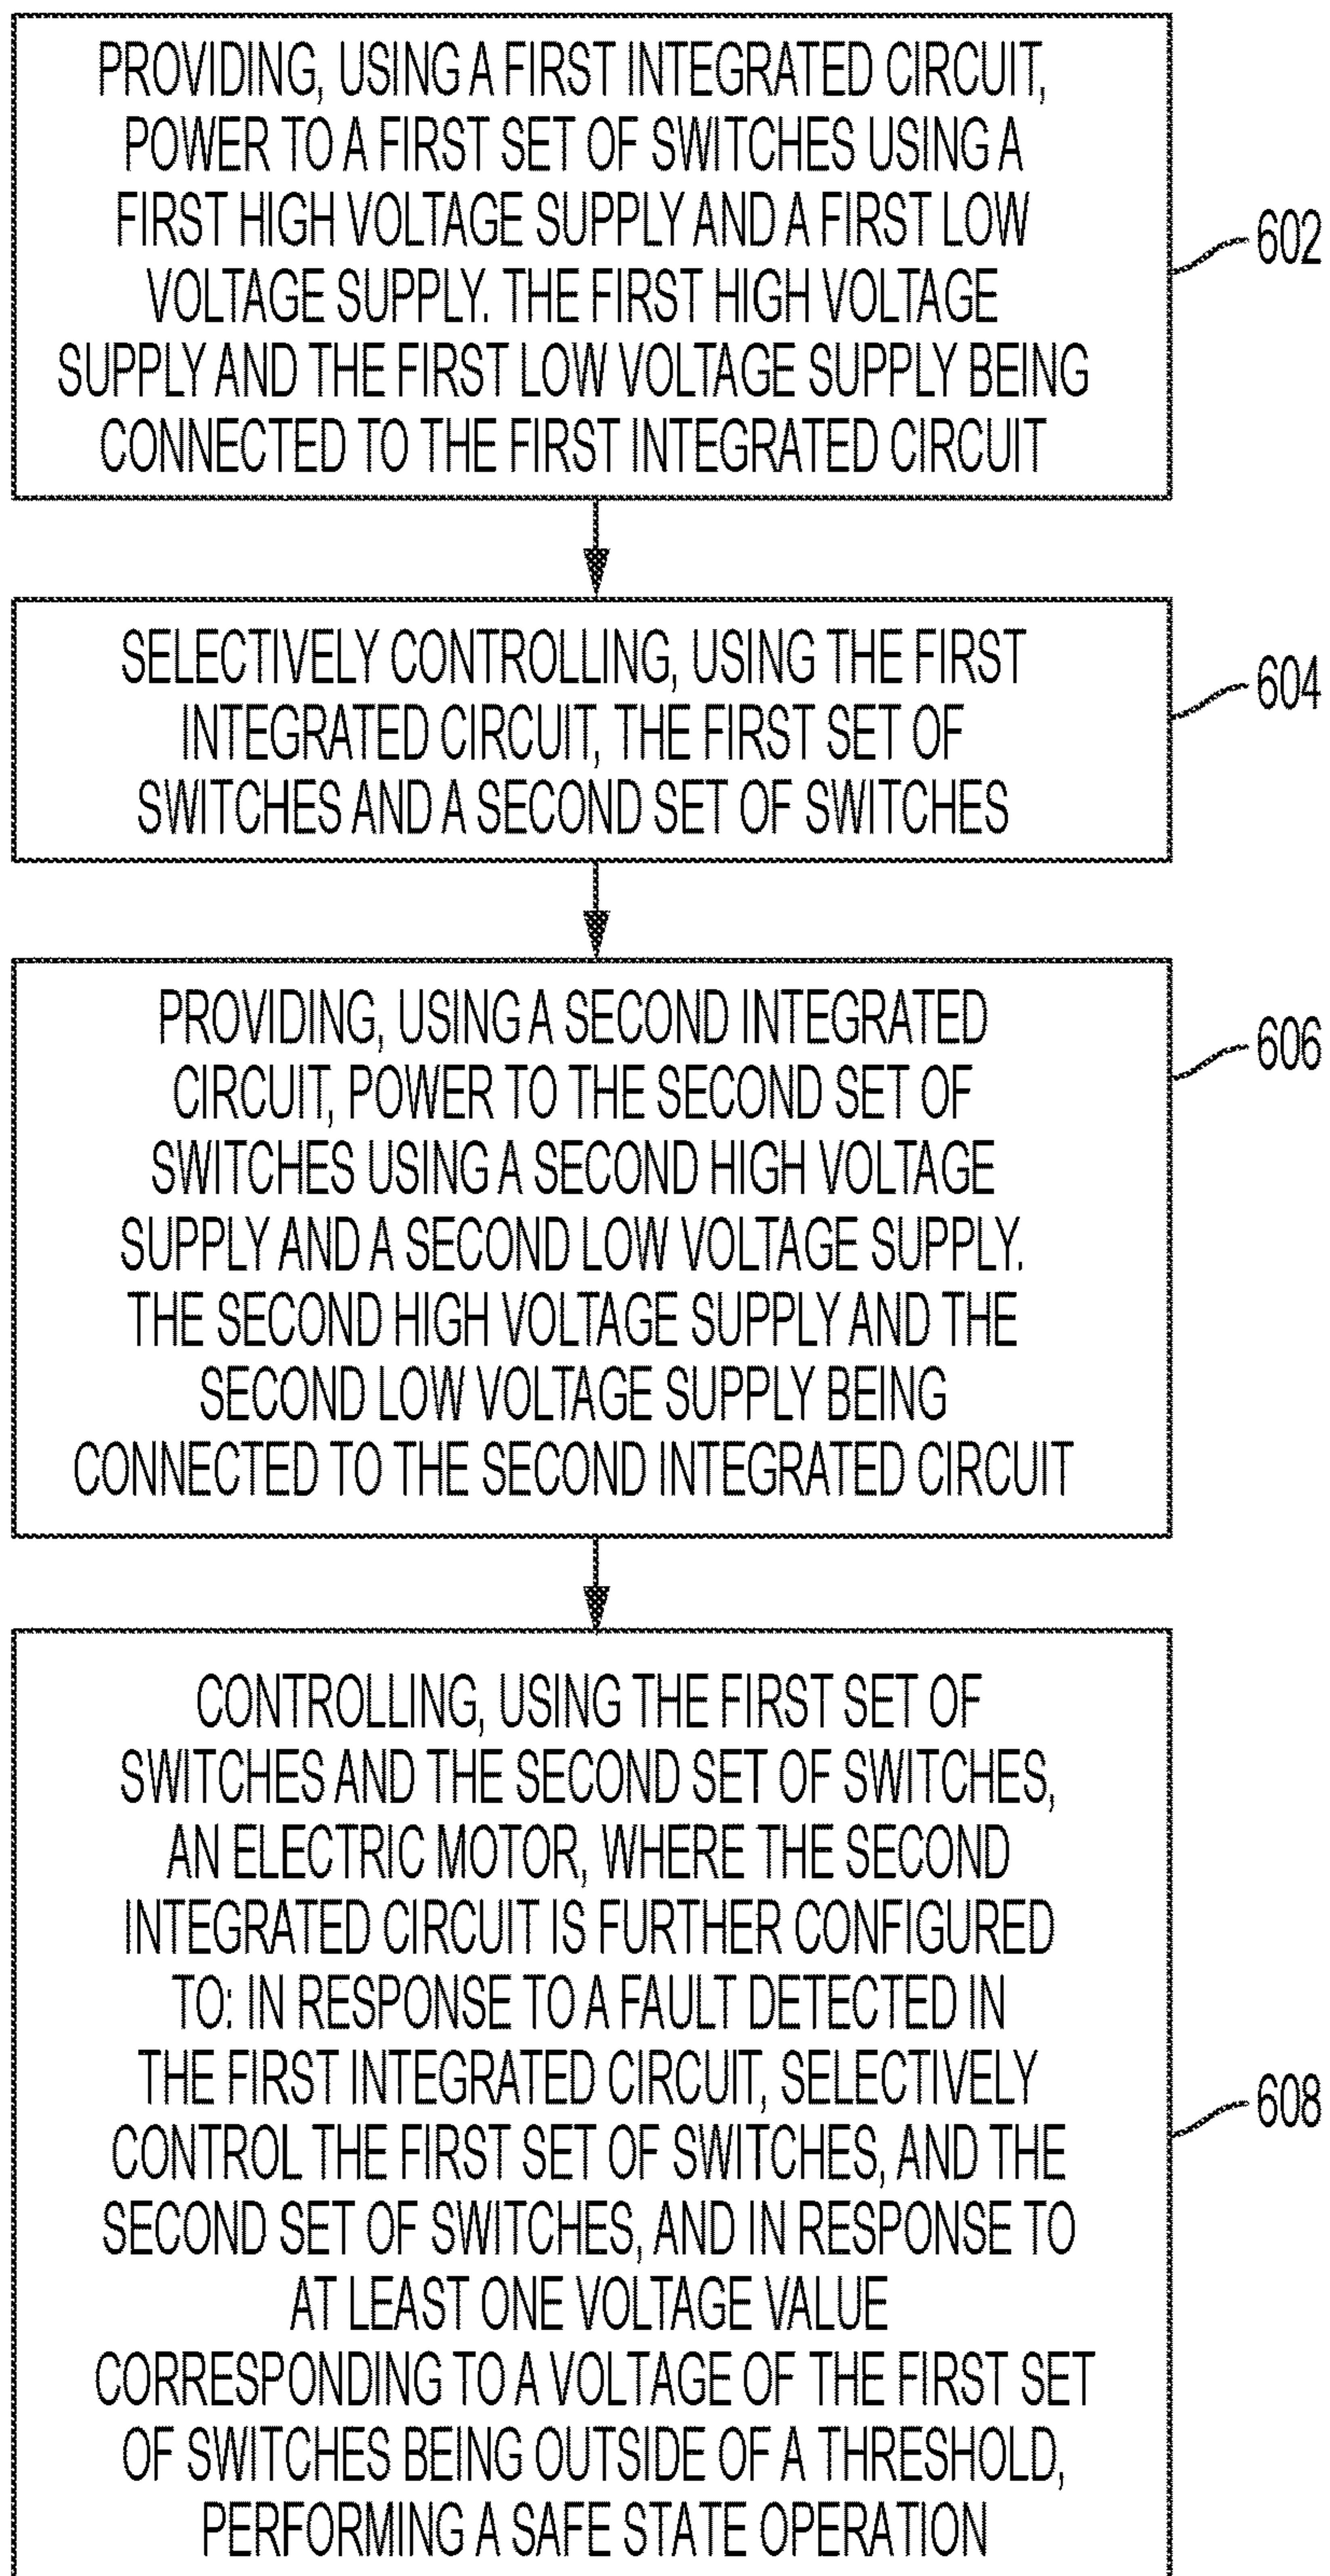 PROVIDING, USING A FIRST INTEGRATED CIRCUIT,
POWER TO A FIRST SET OF SWITCHES USING A
FIRST HIGH VOLTAGE SUPPLY AND A FIRST LOW
VOLTAGE SUPPLY. THE FIRST HIGH VOLTAGE
SUPPLY AND THE FIRST LOW VOLTAGE SUPPLY BEING
CONNECTED TO THE FIRST INTEGRATED CIRCUIT
602
SELECTIVELY CONTROLLING, USING THE FIRST
INTEGRATED CIRCUIT, THE FIRST SET OF
SWITCHES AND A SECOND SET OF SWITCHES
604
PROVIDING, USING A SECOND INTEGRATED
CIRCUIT, POWER TO THE SECOND SET OF
SWITCHES USING A SECOND HIGH VOLTAGE
SUPPLY AND A SECOND LOW VOLTAGE SUPPLY.
THE SECOND HIGH VOLTAGE SUPPLY AND THE
SECOND LOW VOLTAGE SUPPLY BEING
CONNECTED TO THE SECOND INTEGRATED CIRCUIT
606
CONTROLLING, USING THE FIRST SET OF
SWITCHES AND THE SECOND SET OF SWITCHES,
AN ELECTRIC MOTOR, WHERE THE SECOND
INTEGRATED CIRCUIT IS FURTHER CONFIGURED
TO: IN RESPONSE TO A FAULT DETECTED IN
THE FIRST INTEGRATED CIRCUIT, SELECTIVELY
CONTROL THE FIRST SET OF SWITCHES, AND THE
SECOND SET OF SWITCHES, AND IN RESPONSE TO
AT LEAST ONE VOLTAGE VALUE
CORRESPONDING TO A VOLTAGE OF THE FIRST SET
OF SWITCHES BEING OUTSIDE OF A THRESHOLD,
PERFORMING A SAFE STATE OPERATION
608